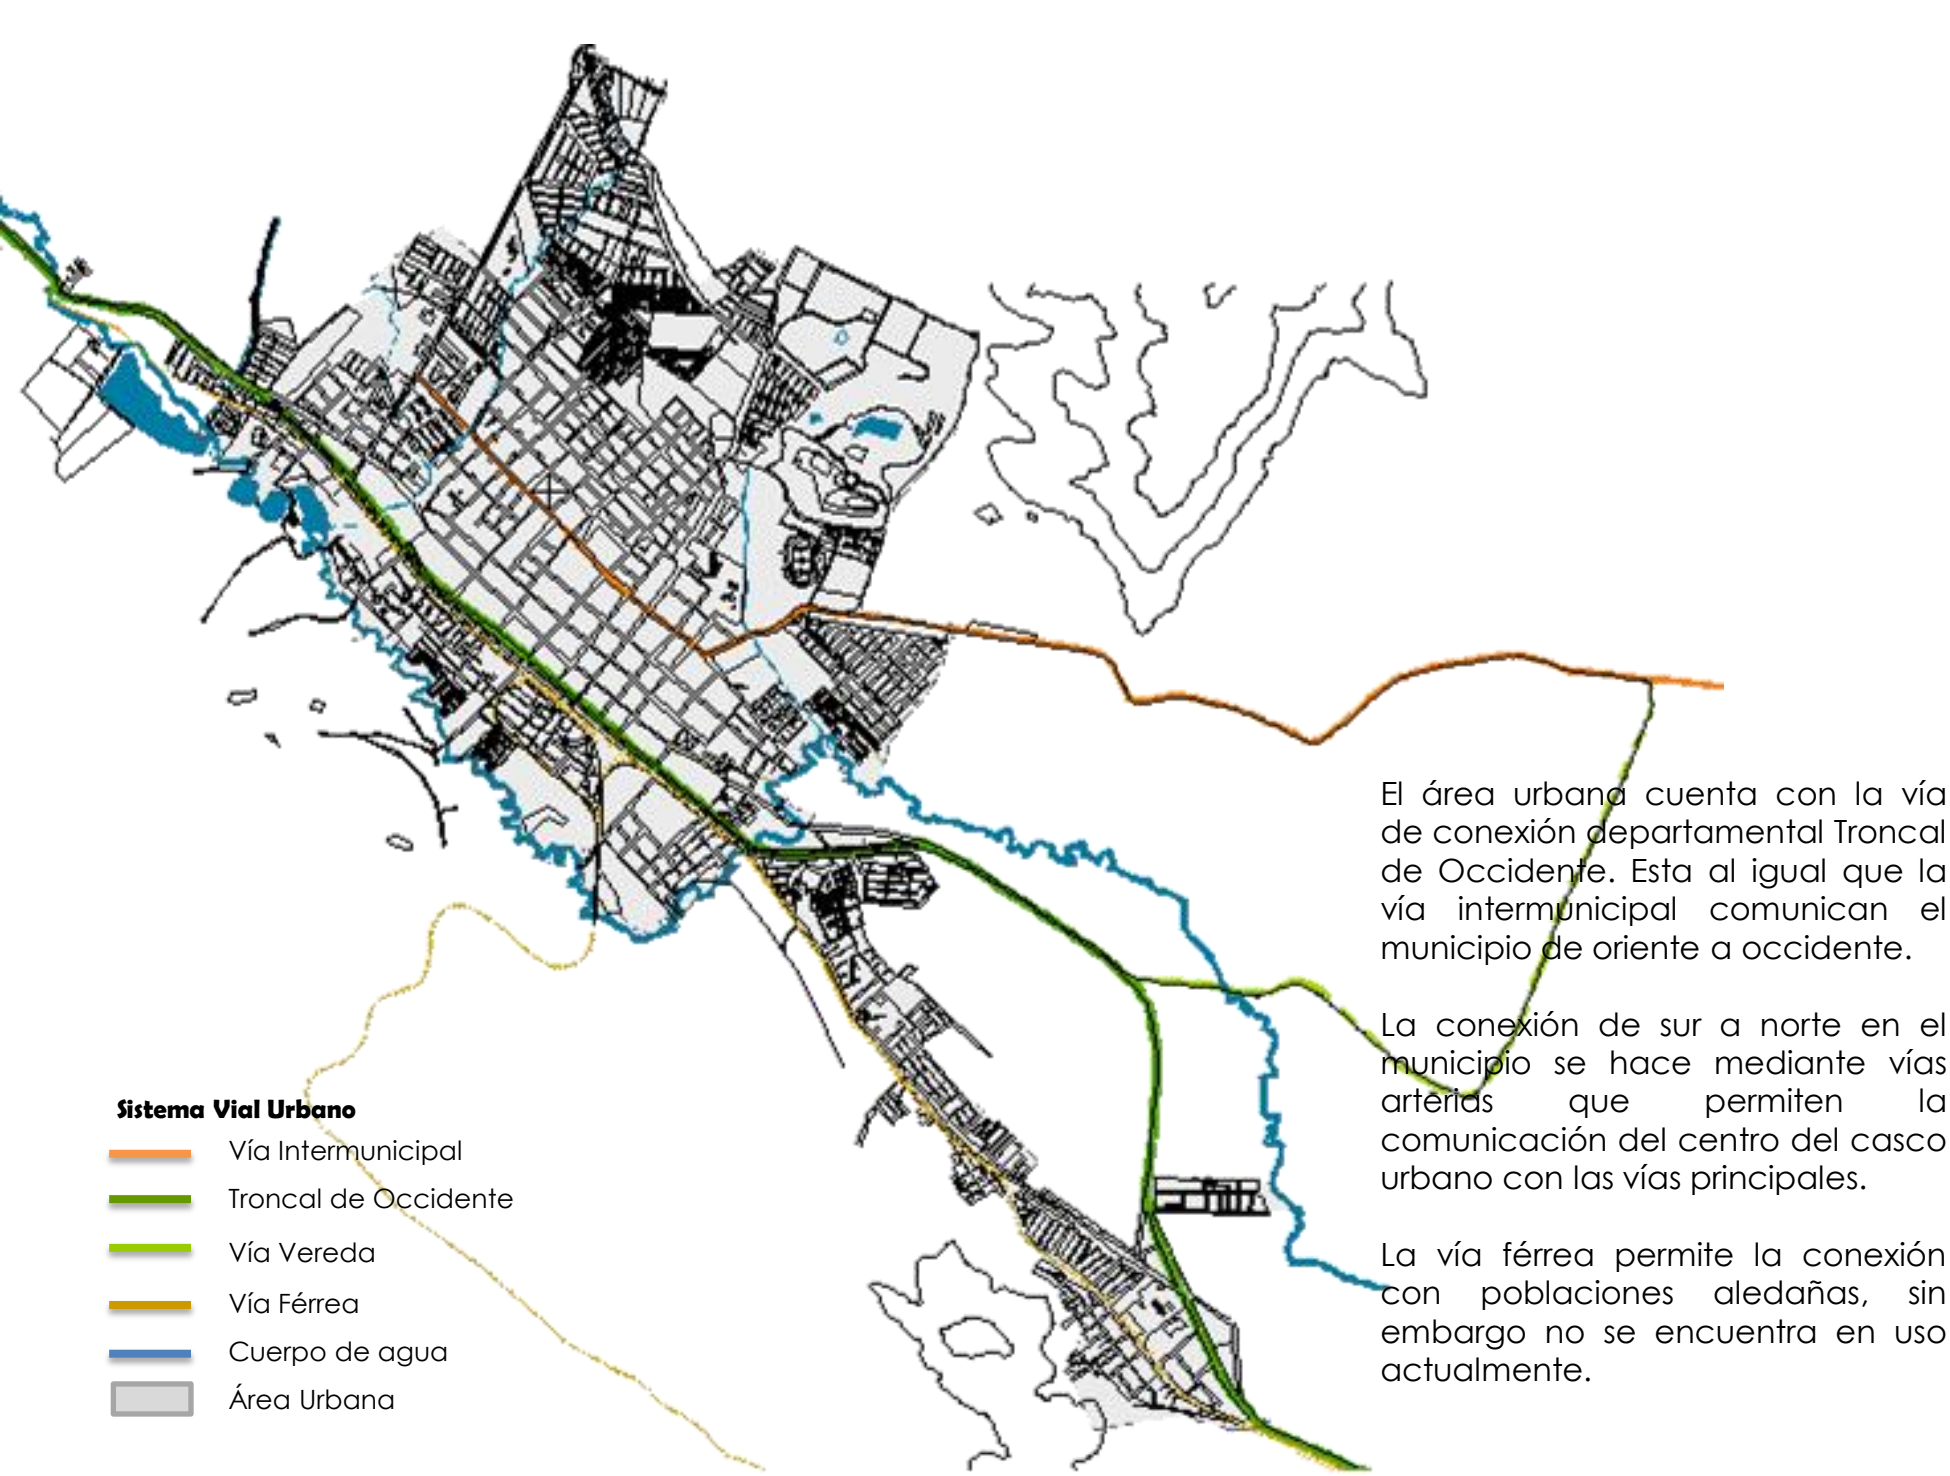 El área urbana cuenta con la vía
de conexión departamental Troncal
de Occidente. Esta al igual que la
vía intermunicipal comunican el
municipio de oriente a occidente.
La conexión de sur a norte en el
municipio se hace mediante vías
arterias que permiten la
comunicación del centro del casco
urbano con las vías principales.
La vía férrea permite la conexión
con poblaciones aledañas, sin
embargo no se encuentra en uso
actualmente.
Sistema Vial Urbano
Vía Intermunicipal
Troncal de Occidente
Vía Vereda
Vía Férrea
Cuerpo de agua
Área Urbana